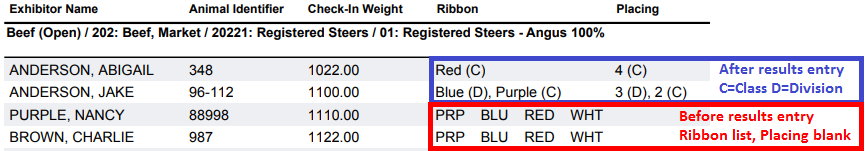 Exhibitor Name Animal Identifier Check-In Weight Ribbon Placing
Beef (Open) / 202: Beef, Market / 20221: Registered Steers / 01: Registered Steers - Angus 100%
ANDERSON, ABIGAIL 348 1022.00 Red (C) 4 (C) After results entry
ANDERSON, JAKE 96-112 1100.00 Blue (D), Purple (C) 3 (D), 2 (C) C=Class D=Division
PURPLE, NANCY 88998 1110.00 PRP BLU RED WHT Before results entry
BROWN, CHARLIE 987 1122.00 PRP BLU RED WHT Ribbon list, Placing blank